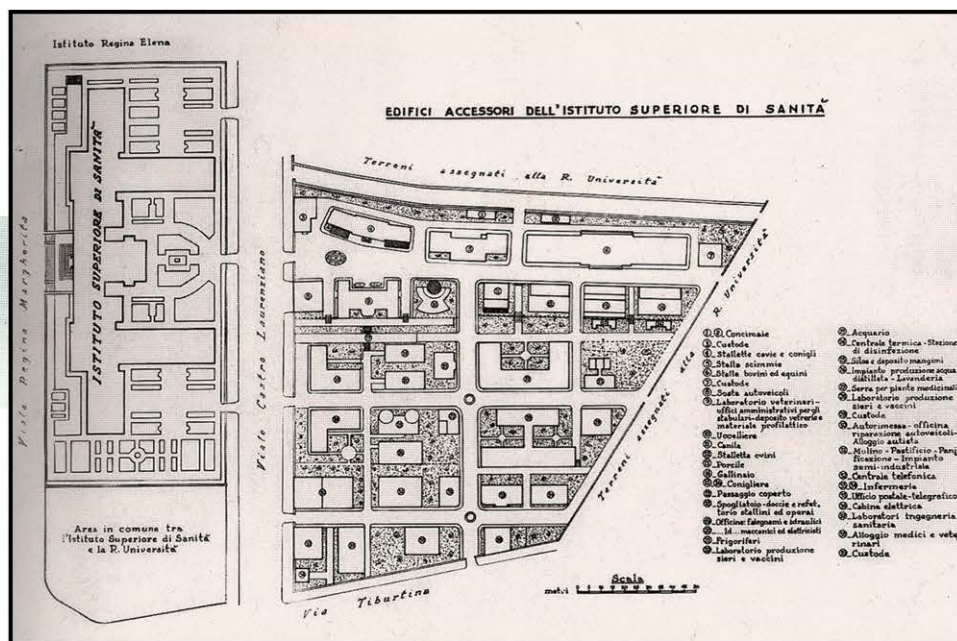 Istituto Regina Elena
EDIFICI ACCESSORI DELL'ISTITUTO SUPERIORE DI SANITÀ
Viale Regina Margherita
ISTITUTO SUPERIORE DI SANITÀ
Viale Castro Laurenziano
Terreni assegnati alla R. Università
Terreni assegnati alla R. Università
Area in comune tra
l'Istituto Superiore di Sanità
e la R. Università
Via Tiburtina
Concimaie
Custode
Stallette cavie e conigli
Stalla scimmie
Stalla bovini ed equini
Custode
Sosta autoveicoli
Laboratorio veterinari-
uffici amministrativi per gli
stabulari-deposito vetrerie e
materiale profilattico
Uccelliera
Canile
Stalletta ovini
Porcile
Gallinaio
Conigliera
Passaggio coperto
Spogliatoio-doccie e refet,
torio stallini ed operai
Officine: falegnami e idraulici
Id... meccanici ed elettricisti
Frigoriferi
Laboratorio produzione
sieri e vaccini
Acquario
Centrale termica-Stazione
di disinfezione
Silos e deposito mangimi
Impianto produzione acqua
distillata-Lavanderia
Serra per piante medicinali
Laboratorio produzione
sieri e vaccini
Custode
Autorimessa-officina
riparazione autoveicoli-
Alloggio autista
Molino-Pastificio-Pani
ficazione-Impianto
semi-industriale
Centrale telefonica
Infermeria
Ufficio postale-telegrafico
Cabina elettrica
Laboratori ingegneria
sanitaria
Alloggio medici e vete
rinari
Custode
Scala
metri